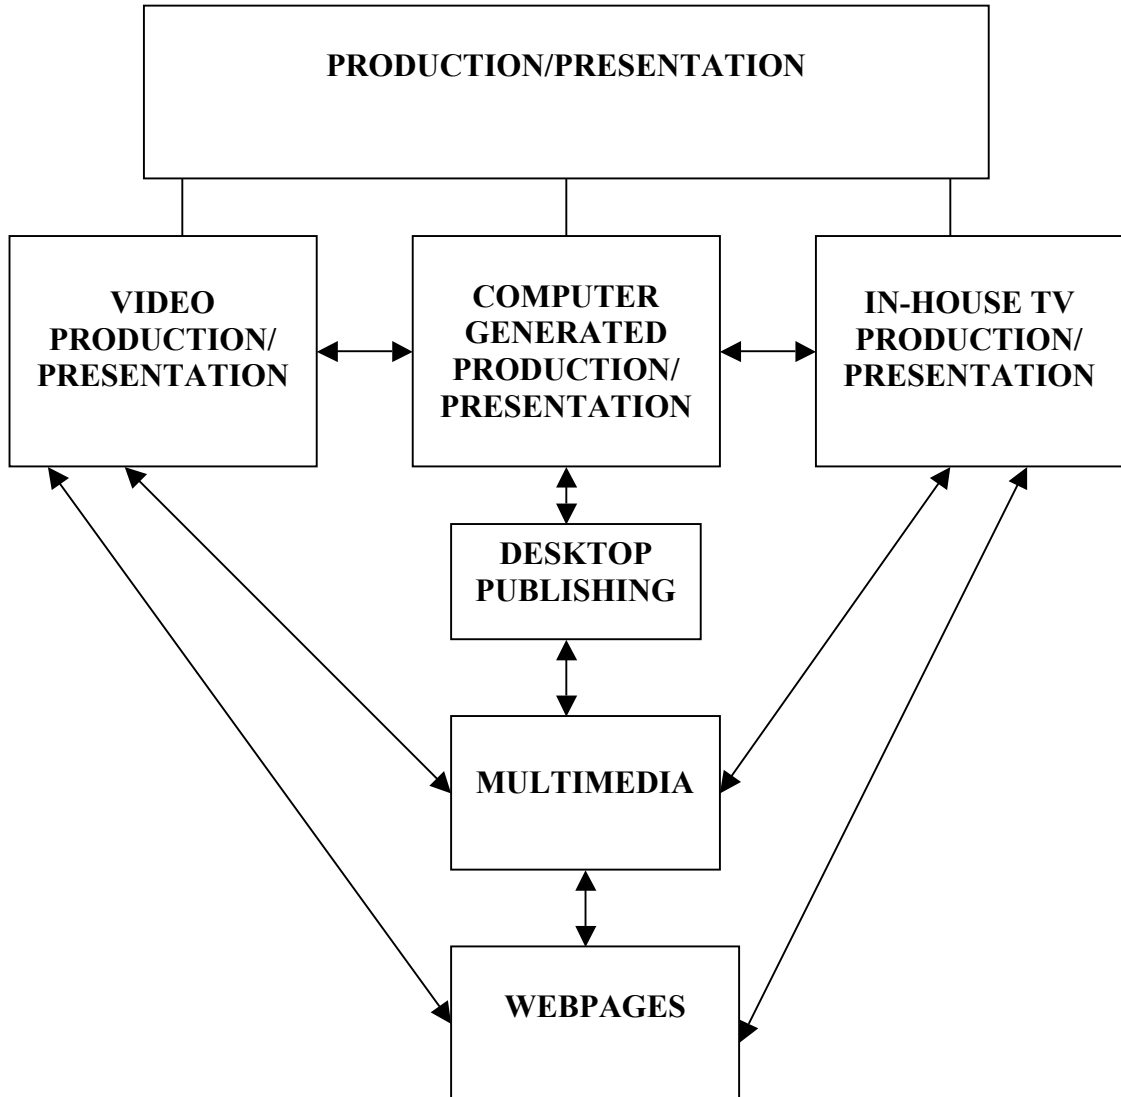 PRODUCTION/PRESENTATION
VIDEO
PRODUCTION/
PRESENTATION
COMPUTER
GENERATED
PRODUCTION/
PRESENTATION
IN-HOUSE TV
PRODUCTION/
PRESENTATION
DESKTOP
PUBLISHING
MULTIMEDIA
WEBPAGES